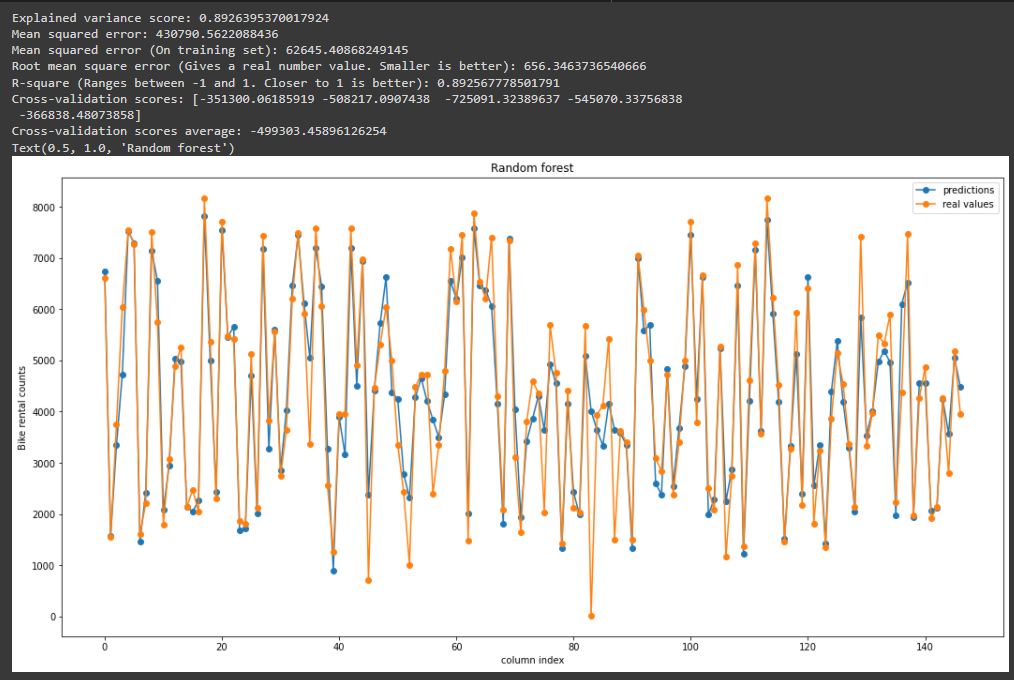 Explained variance score: 0.8926395370017924
Mean squared error: 430790.5622088436
Mean squared error (On training set): 62645.40868249145
Root mean square error (Gives a real number value. Smaller is better): 656.3463736540666
R-square (Ranges between -1 and 1. Closer to 1 is better): 0.892567778501791
Cross-validation scores: [-351300.06185919 -508217.0907438  -725091.32389637 -545070.33756838
 -366838.48073858]
Cross-validation scores average: -499303.45896126254
Text(0.5, 1.0, 'Random forest')
Random forest
predictions
real values
8000
7000
6000
5000
4000
3000
2000
1000
0
Bike rental counts
0 20 40 60 80 100 120 140
column index